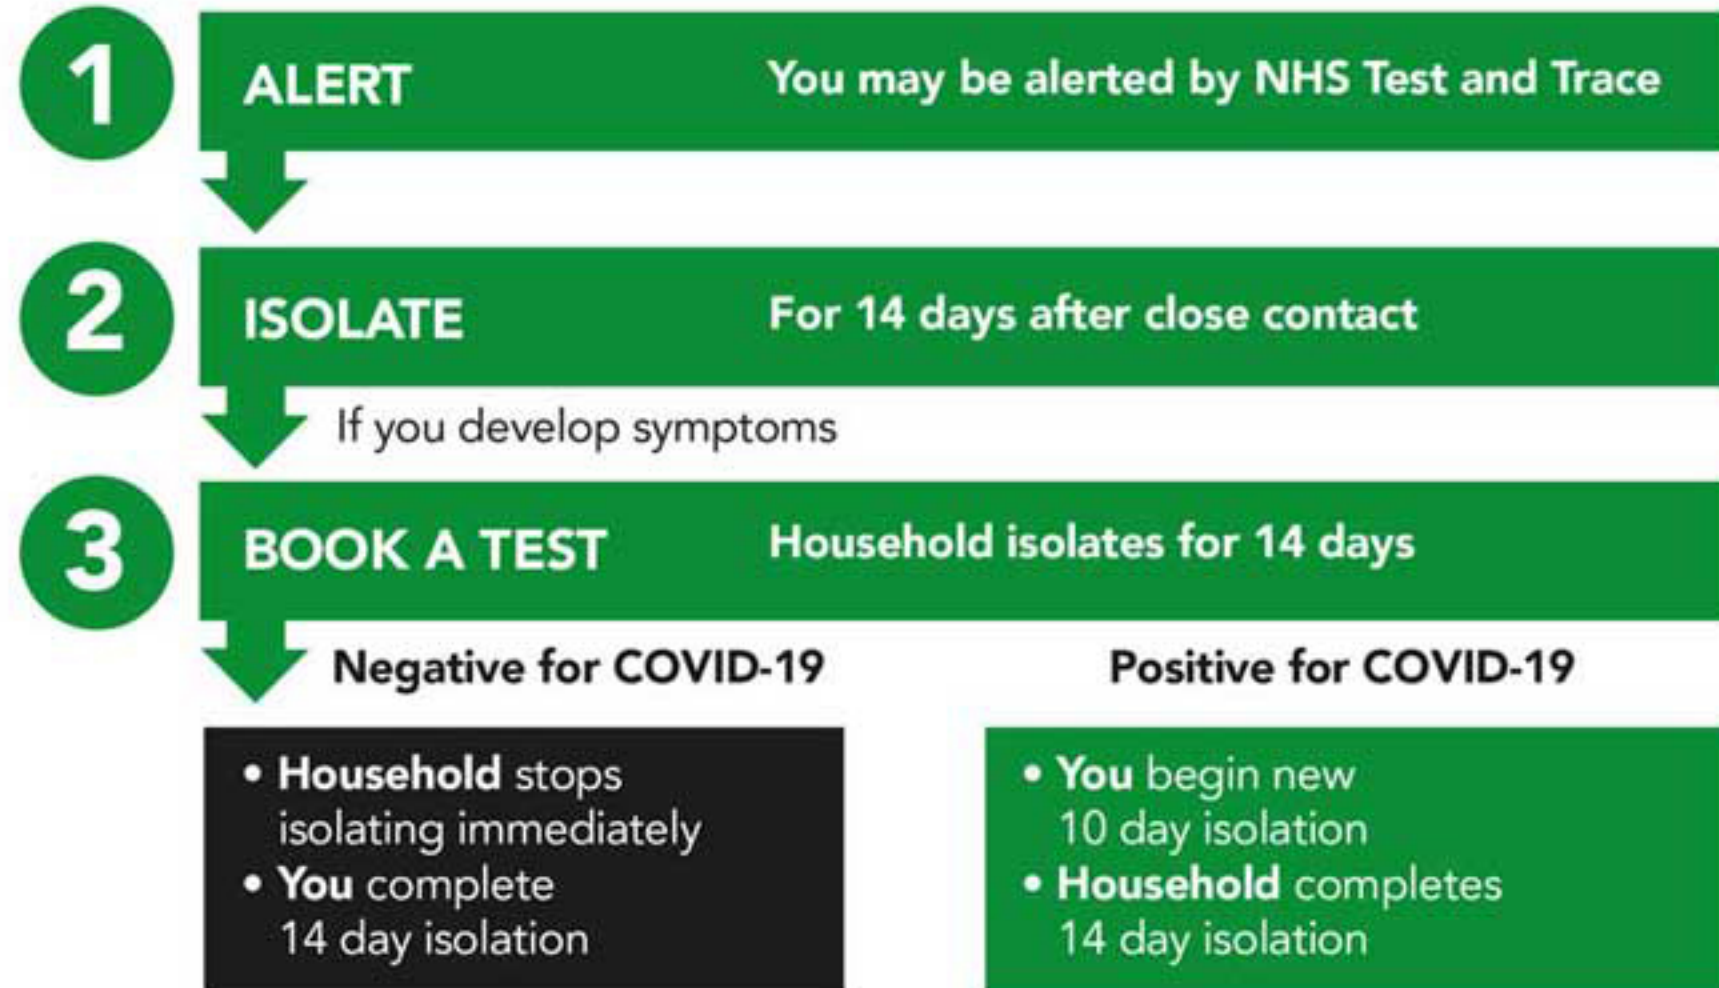 1
ALERT
You may be alerted by NHS Test and Trace
2
ISOLATE
For 14 days after close contact
If you develop symptoms
3
BOOK A TEST
Household isolates for 14 days
Negative for COVID-19
• Household stops
isolating immediately
• You complete
14 day isolation
Positive for COVID-19
• You begin new
10 day isolation
• Household completes
14 day isolation